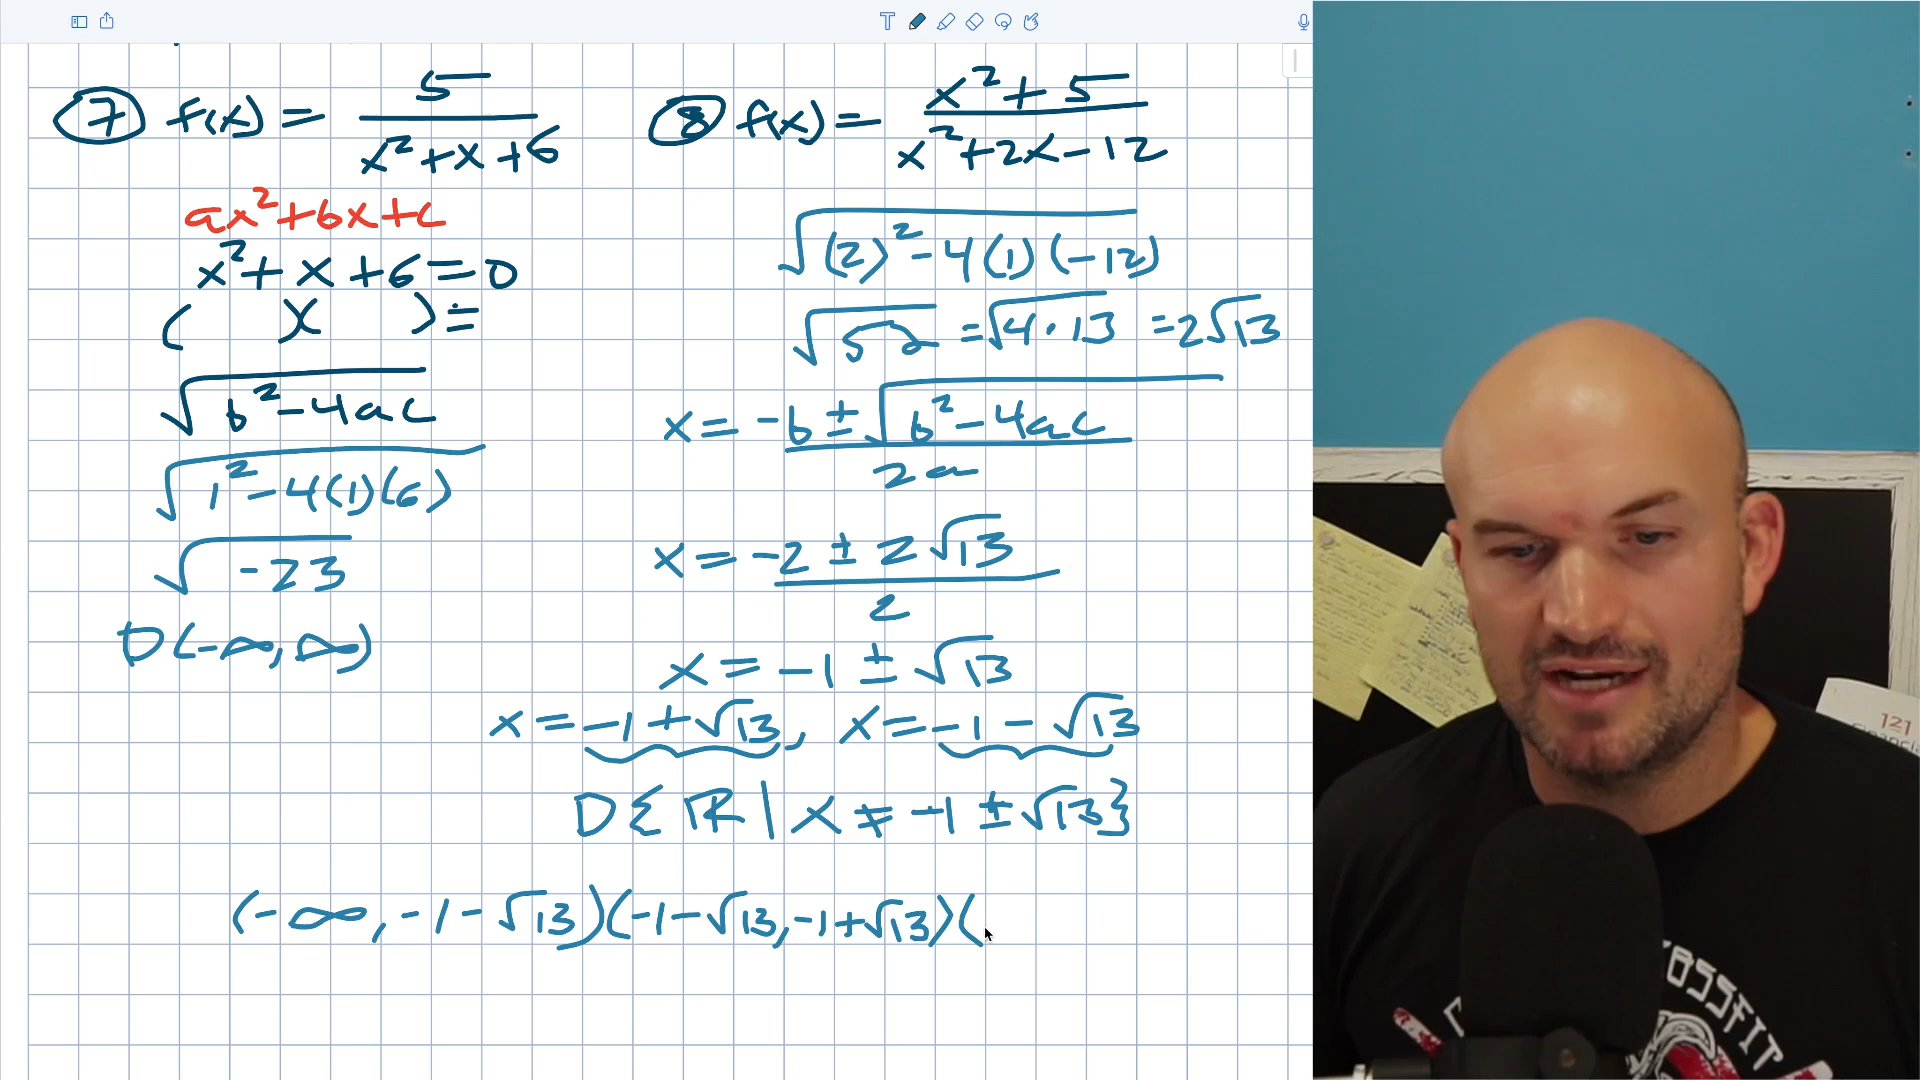 7 f(x) = 5/(x²+x+6)
ax²+bx+c
x²+x+6=0
( )( ) =
√(b²-4ac)
√(1²-4(1)(6))
√(-23)
D(-∞,∞)
8 f(x) = (x²+5)/(x²+2x-12)
√((2)²-4(1)(-12))
√52 = √(4·13) = 2√13
x = (-b±√(b²-4ac))/(2a)
x = (-2±2√13)/2
x = -1±√13
x = -1+√13, x = -1-√13
D{ℝ | x ≠ -1±√13}
(-∞,-1-√13)(-1-√13,-1+√13)(
T
121